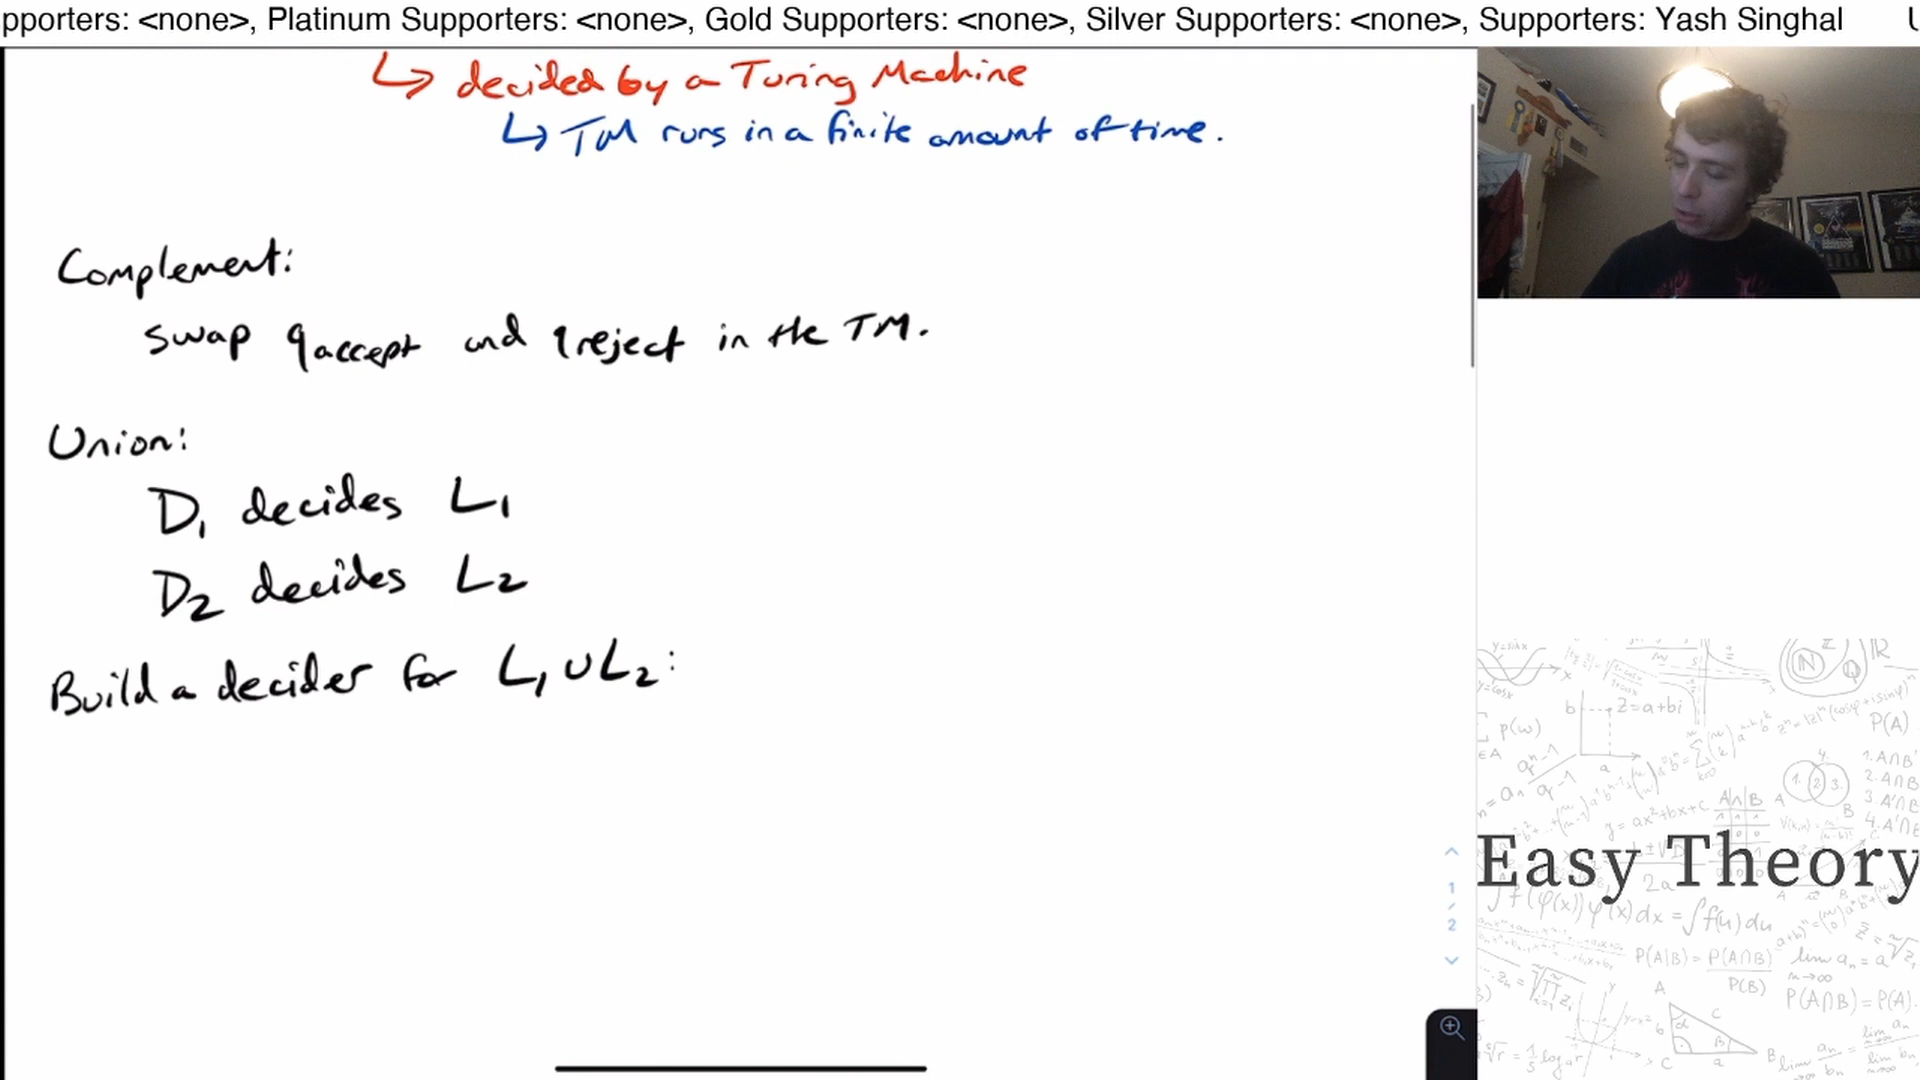 pporters: <none>, Platinum Supporters: <none>, Gold Supporters: <none>, Silver Supporters: <none>, Supporters: Yash Singhal
↳ decided by a Turing Machine
↳ TM runs in a finite amount of time.
Complement:
swap qaccept and qreject in the TM.
Union:
D1 decides L1
D2 decides L2
Build a decider for L1 ∪ L2:
1
2
Easy Theory